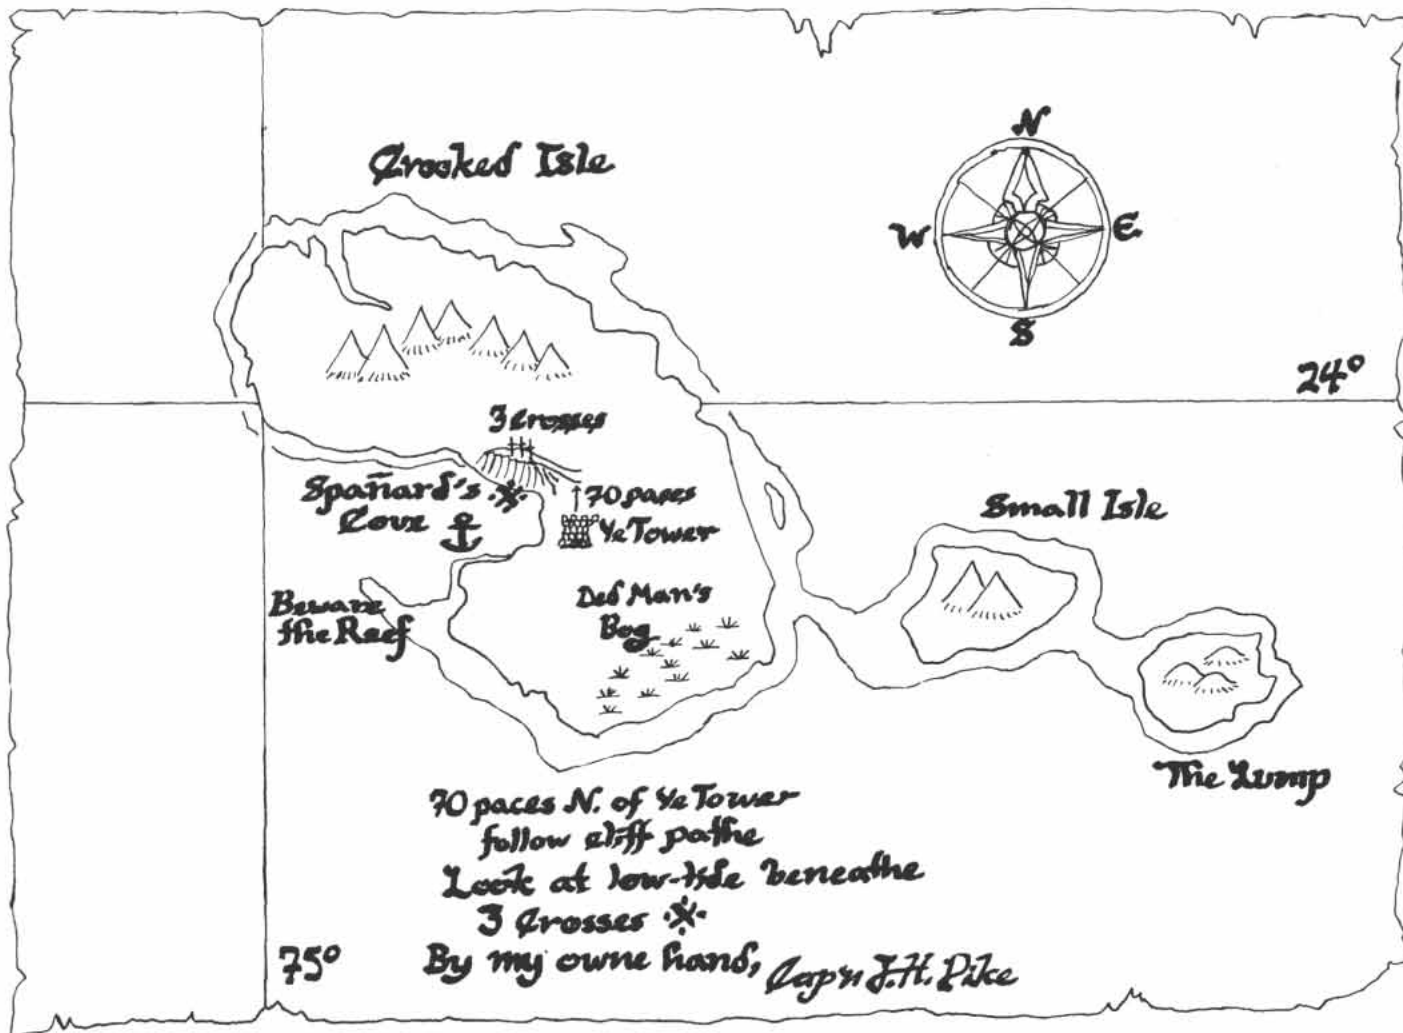 Crooked Isle
N
W
E
S
24°
3 Crosses
Spañard's
Cove
70 paces
Ye Tower
Small Isle
Beware
the Reef
Ded Man's
Bog
The Lump
70 paces N. of Ye Tower
follow cliff pathe
Look at low-tide beneathe
3 Crosses
By my owne hand, Cap'n J.H. Pike
75°